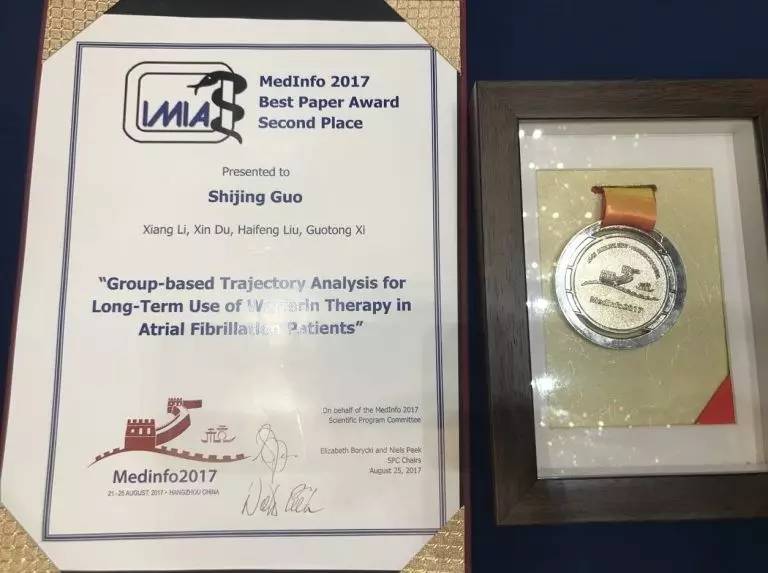 IMIA
MedInfo 2017
Best Paper Award
Second Place
Presented to
Shijing Guo
Xiang Li, Xin Du, Haifeng Liu, Guotong Xi
"Group-based Trajectory Analysis for
Long-Term Use of Therapy in
Atrial Patients"
On behalf of the MedInfo 2017
Scientific Program Committee
Elizabeth Borycki and Niels Peek
SPC Chairs
August 25, 2017
Medinfo2017
21-25 AUGUST, 2017 • HANGZHOU CHINA
Niels Peek
MedInfo2017